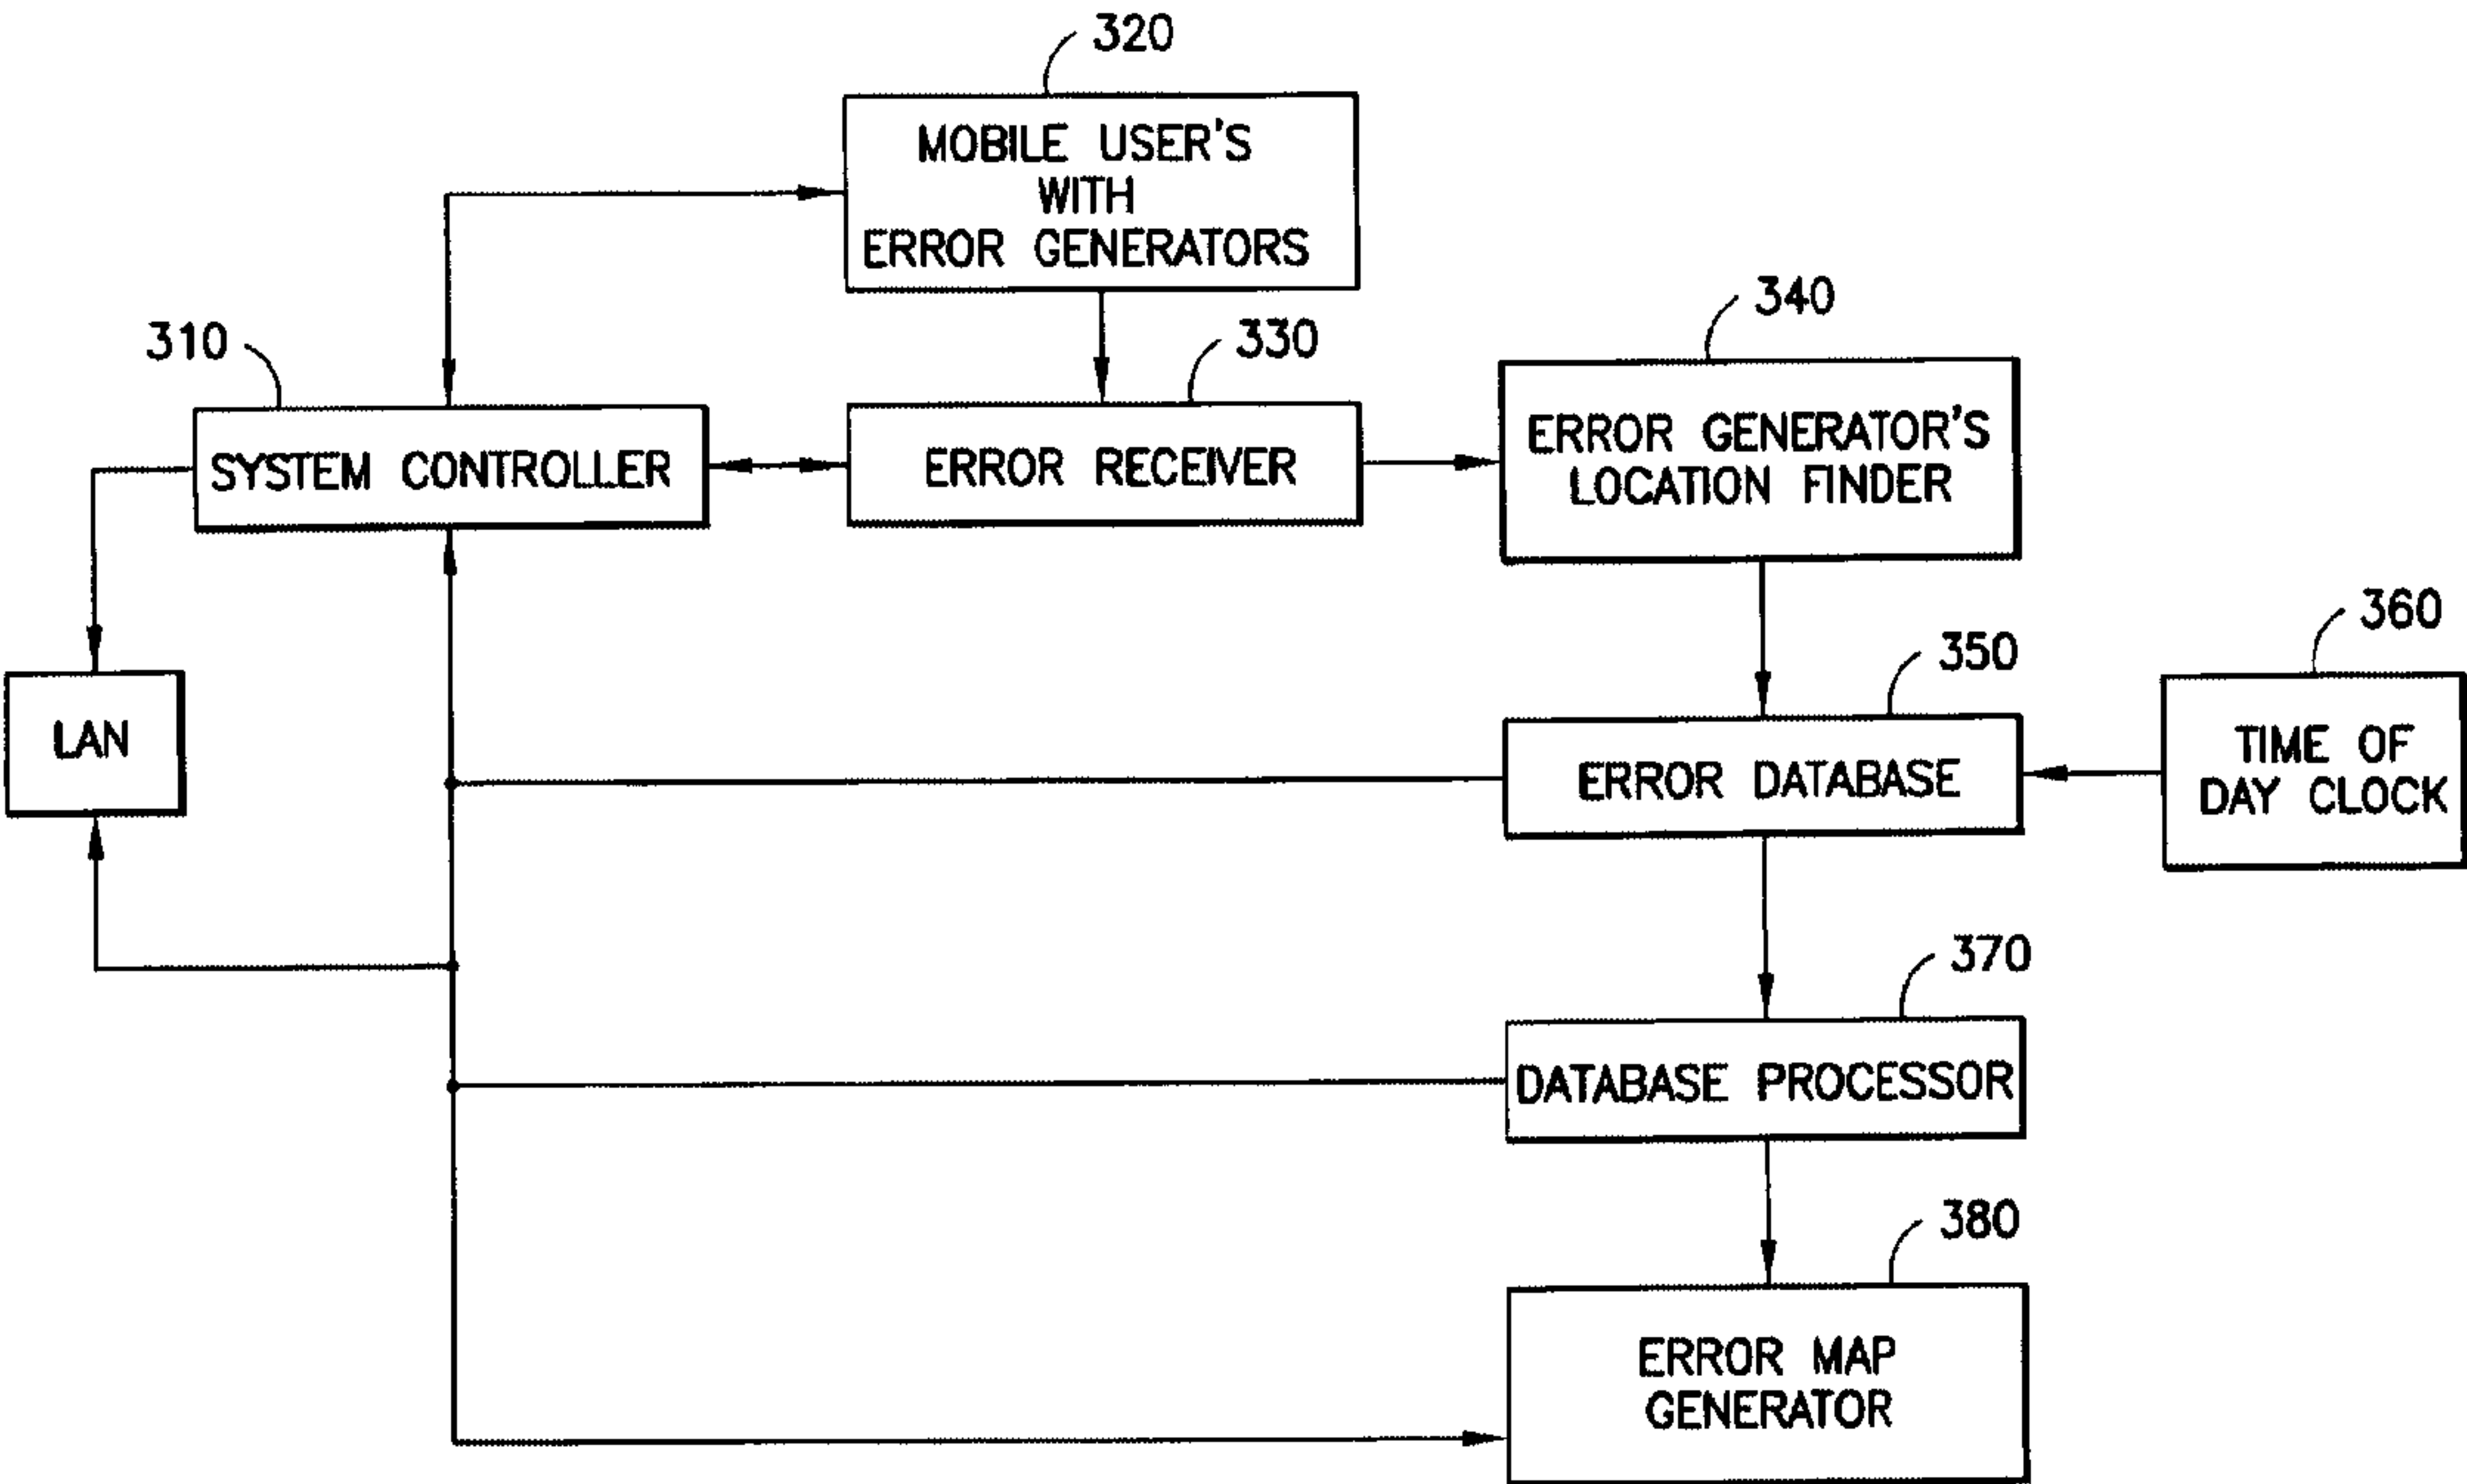 320
MOBILE USER'S
WITH
ERROR GENERATORS
310
330
340
SYSTEM CONTROLLER
ERROR RECEIVER
ERROR GENERATOR'S
LOCATION FINDER
360
350
LAN
ERROR DATABASE
TIME OF
DAY CLOCK
370
DATABASE PROCESSOR
380
ERROR MAP
GENERATOR